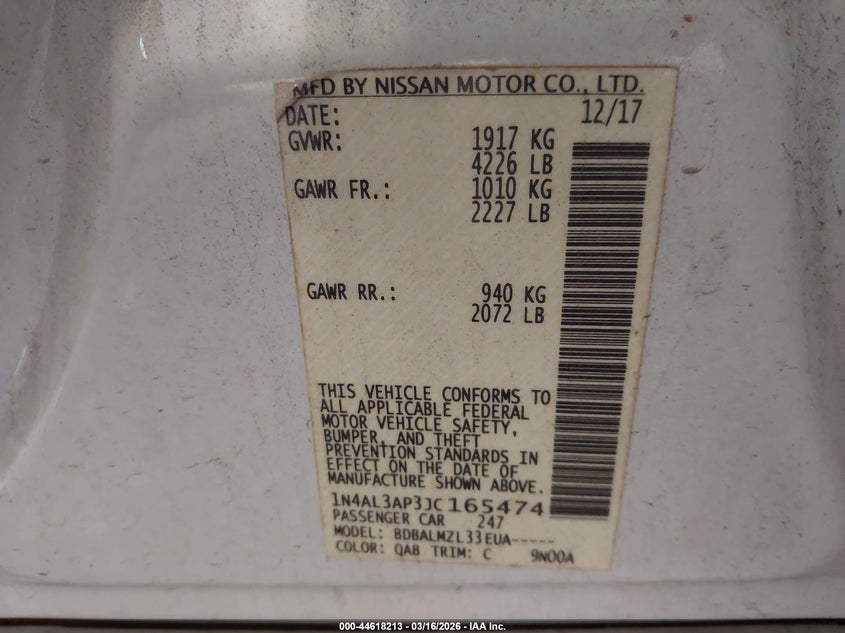 MFD BY NISSAN MOTOR CO., LTD.
DATE: 12/17
GVWR: 1917 KG
4226 LB
GAWR FR.: 1010 KG
2227 LB
GAWR RR.: 940 KG
2072 LB
THIS VEHICLE CONFORMS TO
ALL APPLICABLE FEDERAL
MOTOR VEHICLE SAFETY,
BUMPER, AND THEFT
PREVENTION STANDARDS IN
EFFECT ON THE DATE OF
MANUFACTURE SHOWN ABOVE.
1N4AL3AP3JC165474
PASSENGER CAR 247
MODEL: BDBALMZL33EUA-----
COLOR: QAB TRIM: C 9N00A
000-44618213 - 03/16/2026 - IAA Inc.